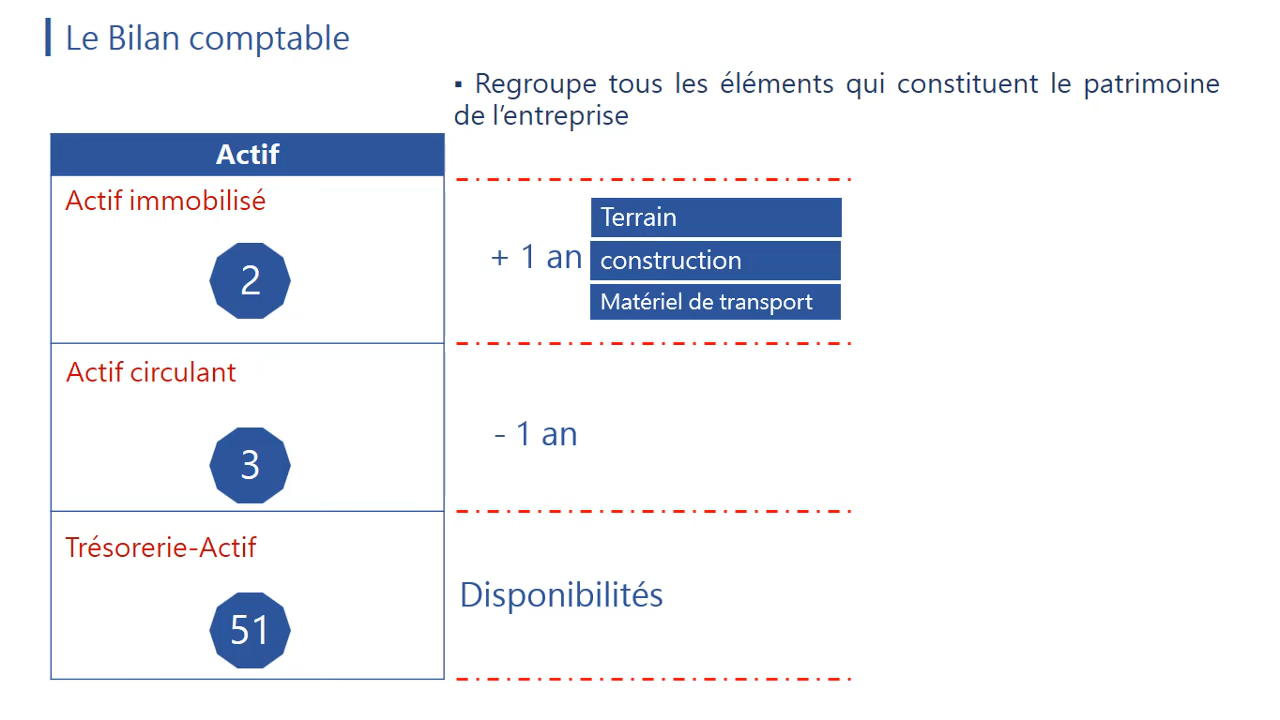 Le Bilan comptable
▪ Regroupe tous les éléments qui constituent le patrimoine
de l’entreprise
Actif
Actif immobilisé
2
+ 1 an
Terrain
construction
Matériel de transport
Actif circulant
3
- 1 an
Trésorerie-Actif
51
Disponibilités